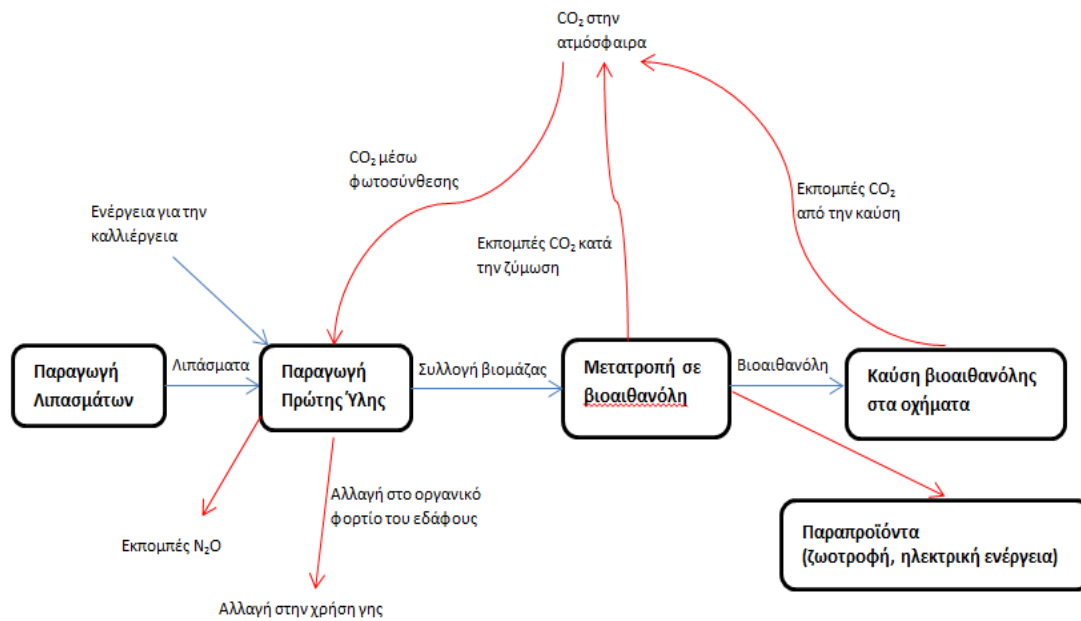 CO₂ στην
ατμόσφαιρα
CO₂ μέσω
φωτοσύνθεσης
Εκπομπές CO₂
από την καύση
Ενέργεια για την
καλλιέργεια
Εκπομπές CO₂ κατά
την ζύμωση
Παραγωγή
Λιπασμάτων
Λιπάσματα
Παραγωγή
Πρώτης Ύλης
Συλλογή βιομάζας
Μετατροπή σε
βιοαιθανόλη
Βιοαιθανόλη
Καύση βιοαιθανόλης
στα οχήματα
Αλλαγή στο οργανικό
φορτίο του εδάφους
Εκπομπές N₂O
Παραπροϊόντα
(ζωοτροφή, ηλεκτρική ενέργεια)
Αλλαγή στην χρήση γης